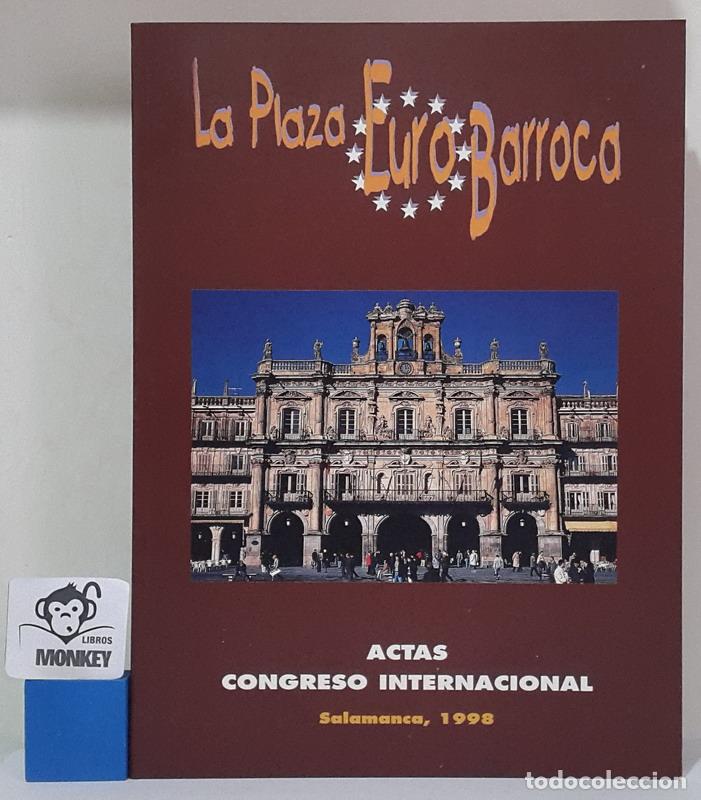 La Plaza EuroBarroca
ACTAS
CONGRESO INTERNACIONAL
Salamanca, 1998
LIBROS
MONKEY
todocoleccion